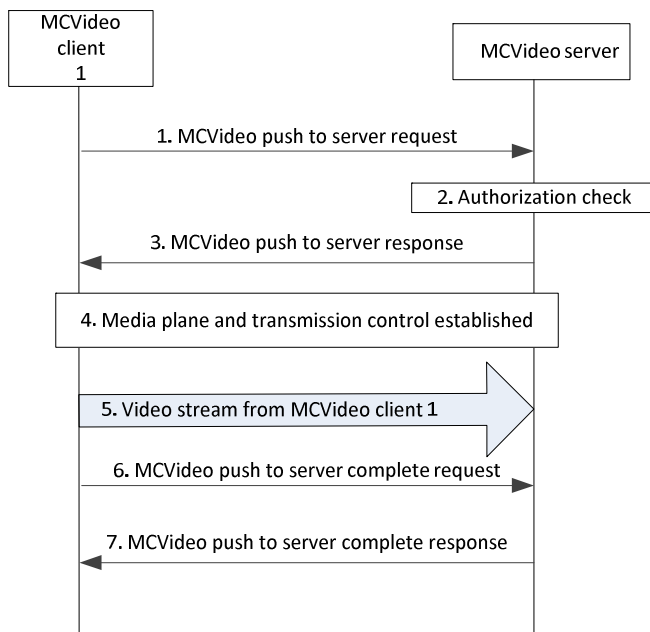 MCVideo
client
1
MCVideo server
1. MCVideo push to server request
2. Authorization check
3. MCVideo push to server response
4. Media plane and transmission control established
5. Video stream from MCVideo client 1
6. MCVideo push to server complete request
7. MCVideo push to server complete response